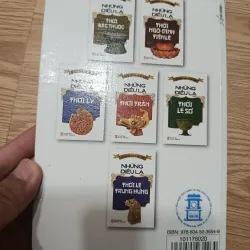 NHỮNG
ĐIỀU LẠ
THỜI
BẮC THUỘC
NHỮNG
ĐIỀU LẠ
THỜI
NGÔ ĐINH
TIỀN LÊ
NHỮNG
ĐIỀU LẠ
THỜI LÝ
NHỮNG
ĐIỀU LẠ
THỜI TRẦN
NHỮNG
ĐIỀU LẠ
THỜI LÊ SƠ
NHỮNG
ĐIỀU LẠ
THỜI LÊ
TRUNG HƯNG